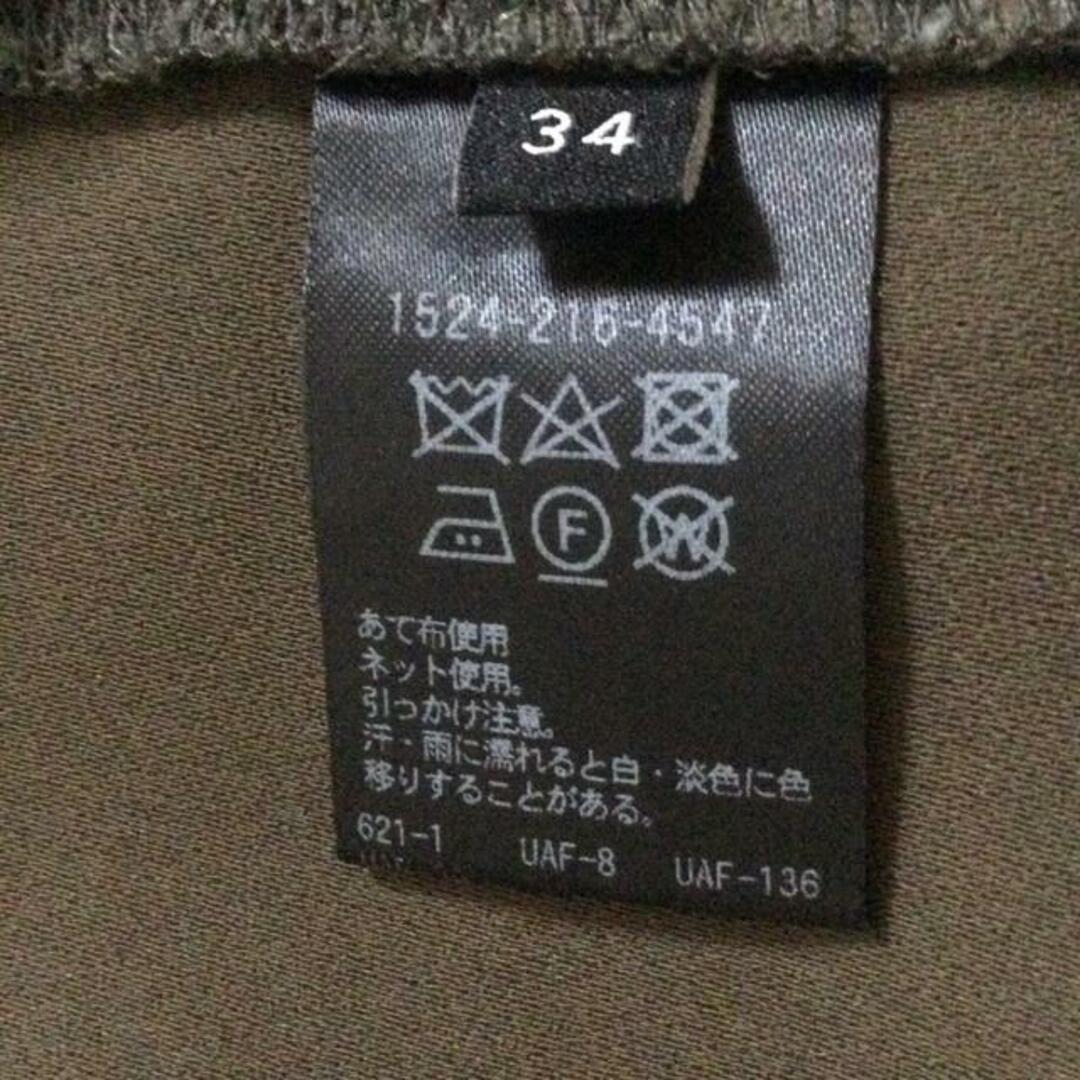 34
1524-216-4547
F
W
あて布使用
ネット使用。
引っかけ注意。
汗・雨に濡れると白・淡色に色
移りすることがある。
621-1 UAF-8 UAF-136